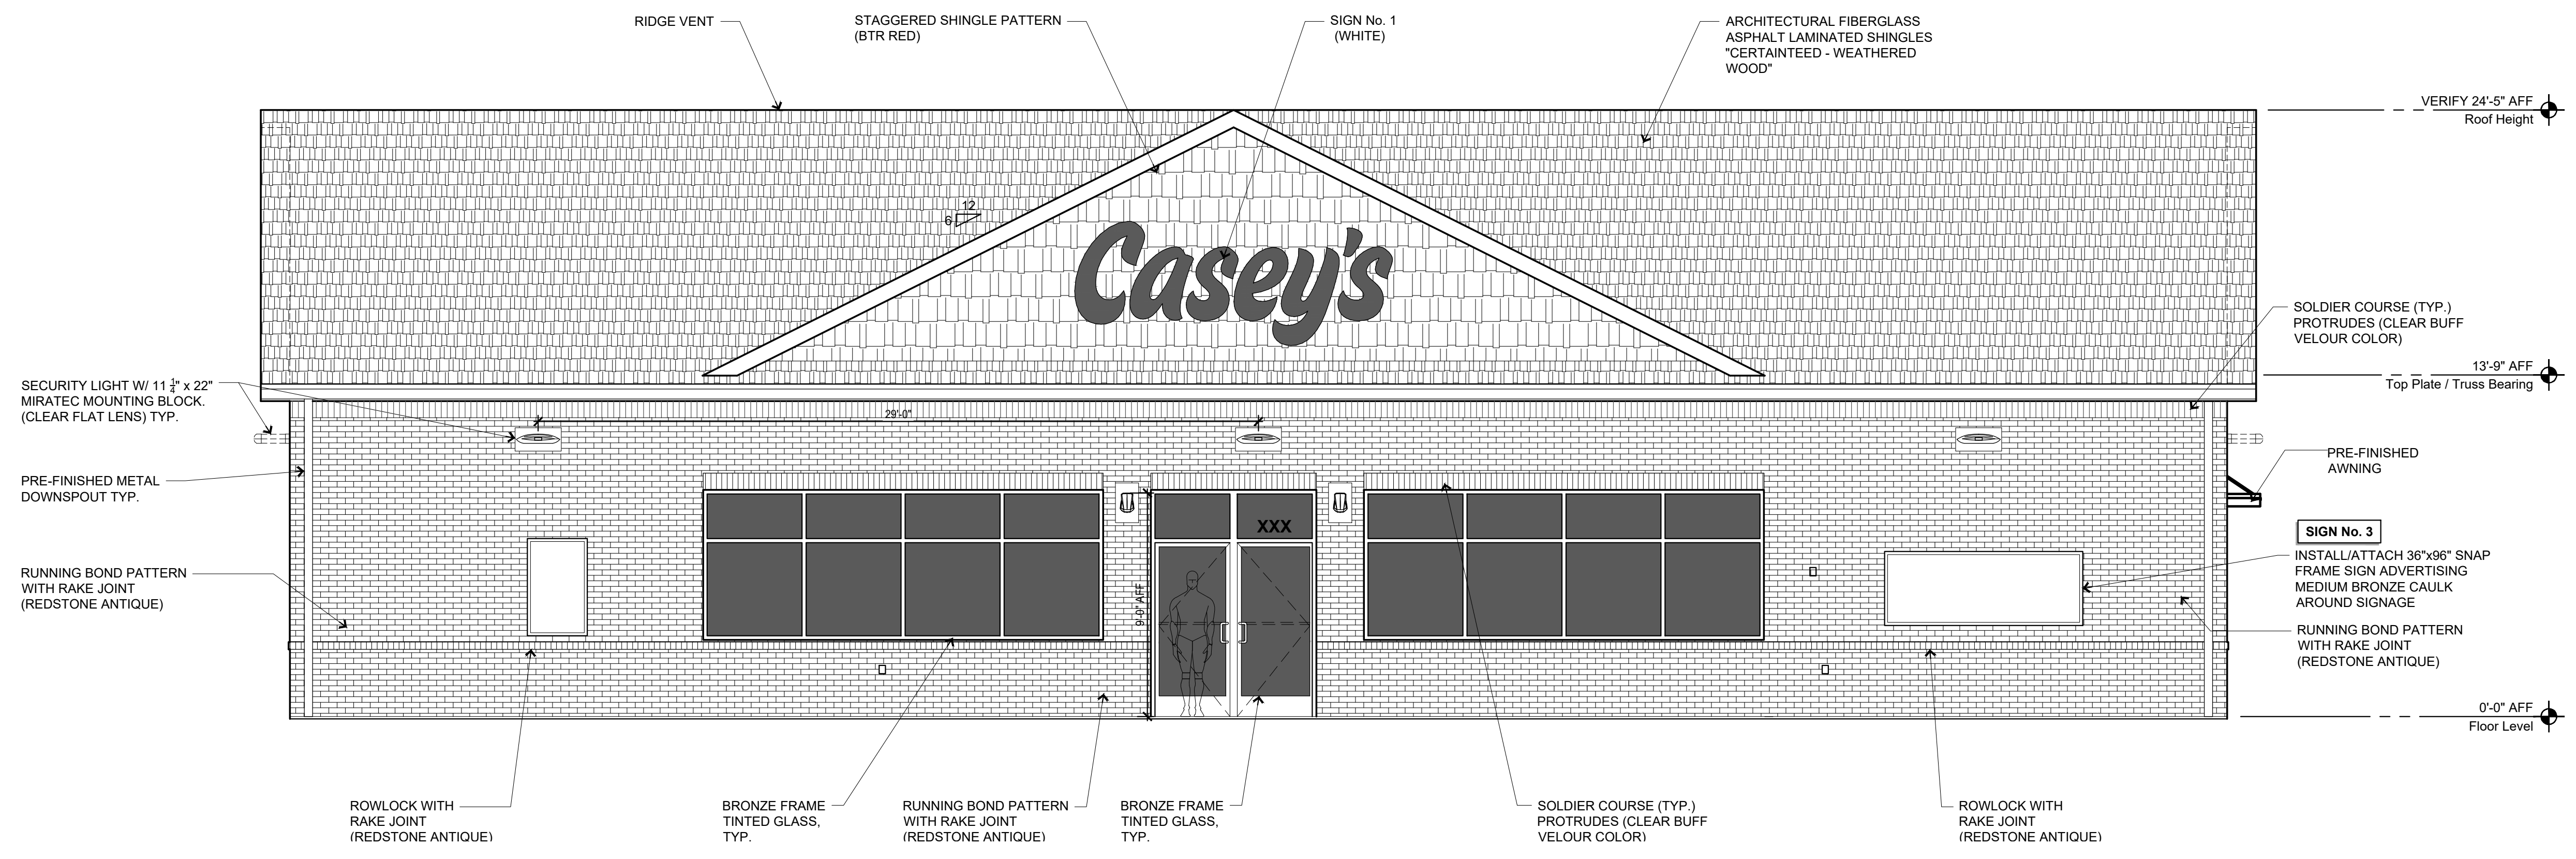 RIDGE VENT
STAGGERED SHINGLE PATTERN
(BTR RED)
SIGN No. 1
(WHITE)
ARCHITECTURAL FIBERGLASS
ASPHALT LAMINATED SHINGLES
"CERTAINTEED - WEATHERED
WOOD"
VERIFY 24'-5" AFF
Roof Height
12
6
Casey's
SOLDIER COURSE (TYP.)
PROTRUDES (CLEAR BUFF
VELOUR COLOR)
13'-9" AFF
Top Plate / Truss Bearing
SECURITY LIGHT W/ 11 1/4" x 22"
MIRATEC MOUNTING BLOCK.
(CLEAR FLAT LENS) TYP.
29'-0"
PRE-FINISHED
AWNING
PRE-FINISHED METAL
DOWNSPOUT TYP.
XXX
SIGN No. 3
INSTALL/ATTACH 36"x96" SNAP
FRAME SIGN ADVERTISING
MEDIUM BRONZE CAULK
AROUND SIGNAGE
RUNNING BOND PATTERN
WITH RAKE JOINT
(REDSTONE ANTIQUE)
9'-0" AFF
RUNNING BOND PATTERN
WITH RAKE JOINT
(REDSTONE ANTIQUE)
0'-0" AFF
Floor Level
ROWLOCK WITH
RAKE JOINT
(REDSTONE ANTIQUE)
BRONZE FRAME
TINTED GLASS,
TYP.
RUNNING BOND PATTERN
WITH RAKE JOINT
(REDSTONE ANTIQUE)
BRONZE FRAME
TINTED GLASS,
TYP.
SOLDIER COURSE (TYP.)
PROTRUDES (CLEAR BUFF
VELOUR COLOR)
ROWLOCK WITH
RAKE JOINT
(REDSTONE ANTIQUE)